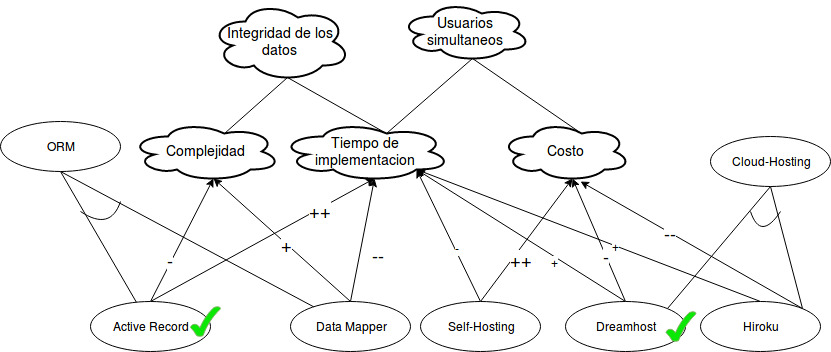 Integridad de los
datos
Usuarios
simultaneos
ORM
Complejidad
Tiempo de
implementacion
Costo
Cloud-Hosting
++
-
+
--
-
++
+
-
+
--
Active Record
Data Mapper
Self-Hosting
Dreamhost
Hiroku